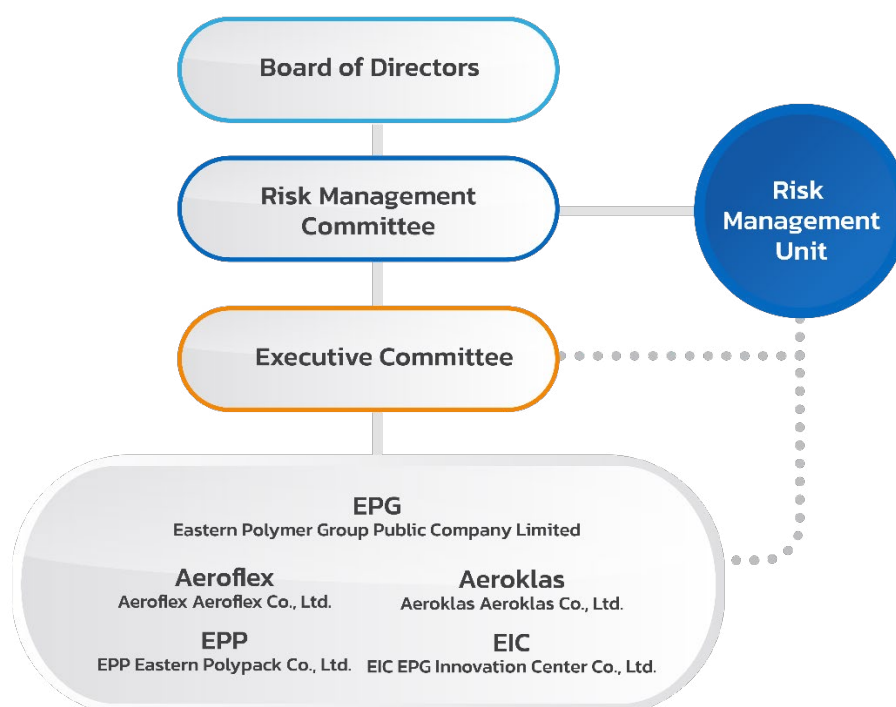 Board of Directors
Risk Management
Committee
Risk
Management
Unit
Executive Committee
EPG
Eastern Polymer Group Public Company Limited
Aeroflex
Aeroflex Aeroflex Co., Ltd.
Aeroklas
Aeroklas Aeroklas Co., Ltd.
EPP
EPP Eastern Polypack Co., Ltd.
EIC
EIC EPG Innovation Center Co., Ltd.